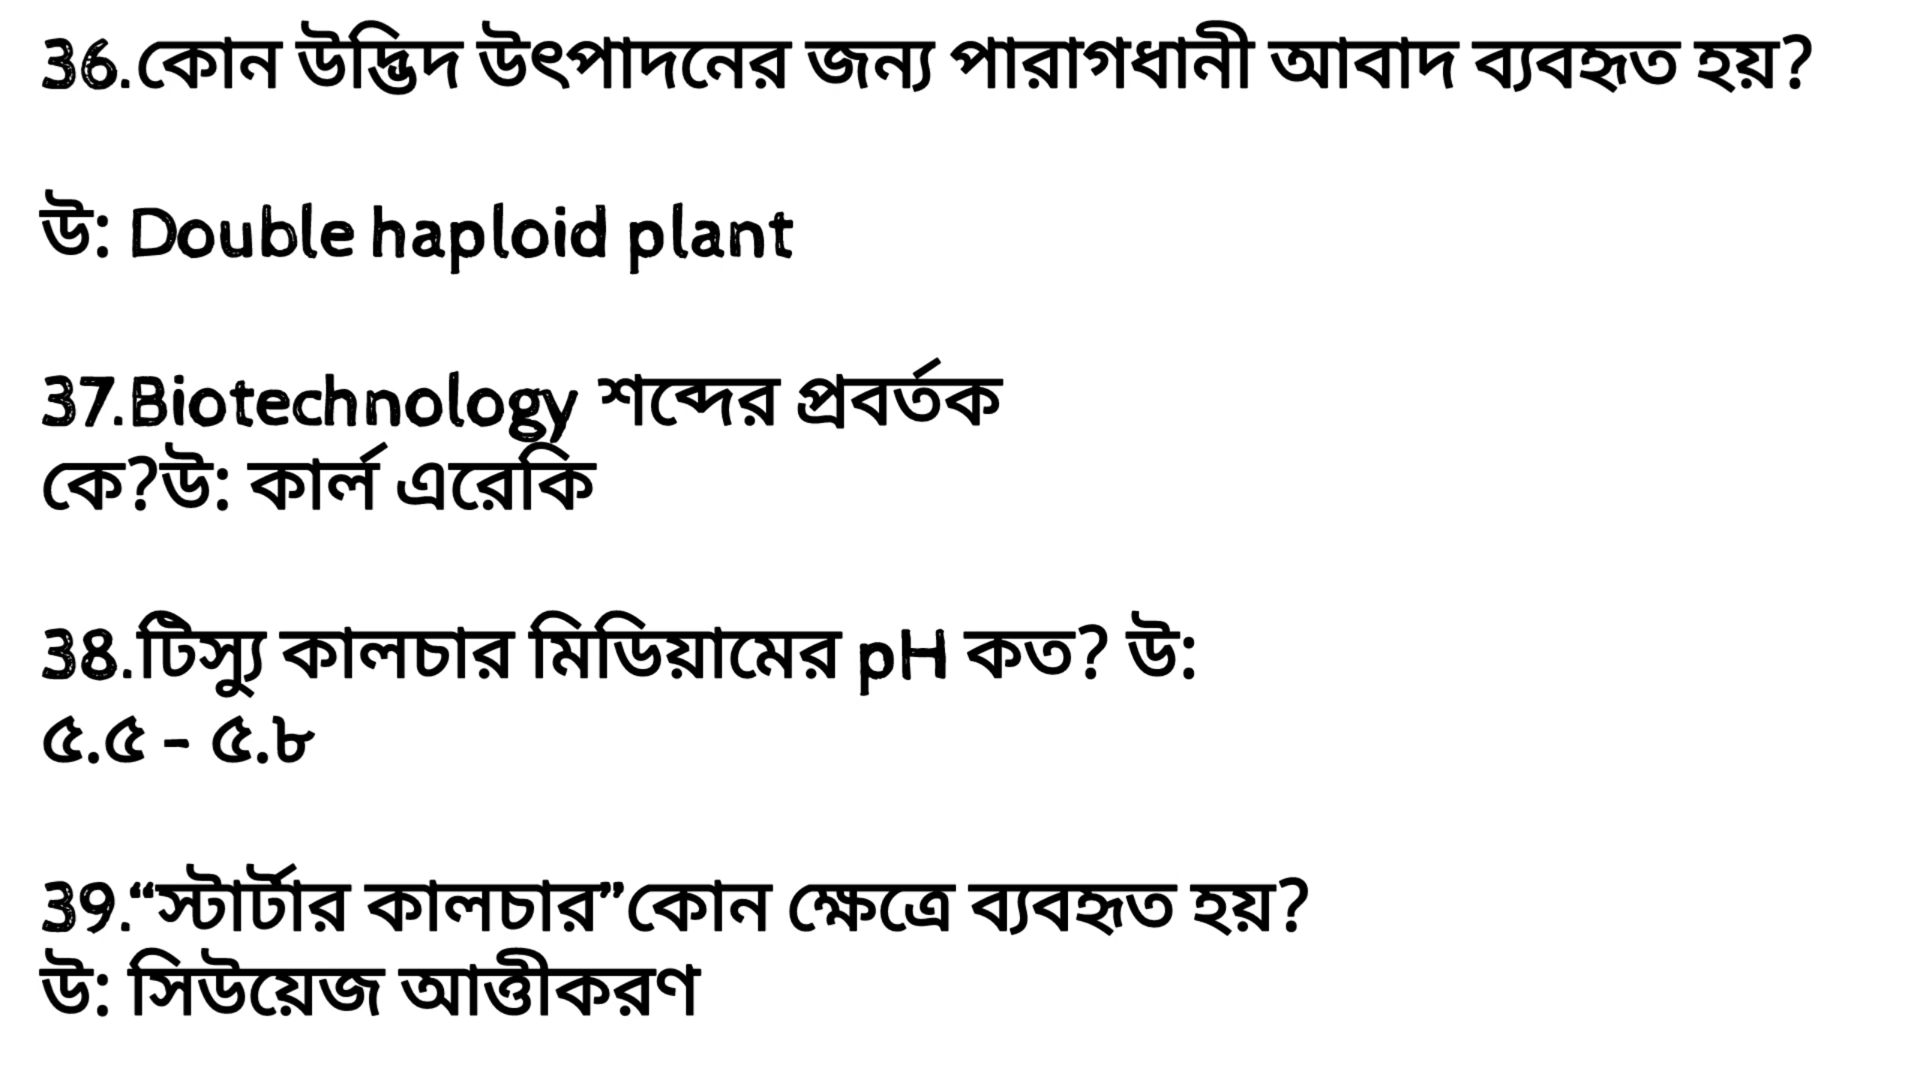 36.কোন উদ্ভিদ উৎপাদনের জন্য পারাগধানী আবাদ ব্যবহৃত হয়?
উ: Double haploid plant
37.Biotechnology শব্দের প্রবর্তক
কে?উ: কার্ল এরেকি
38.টিস্যু কালচার মিডিয়ামের pH কত? উ:
৫.৫ - ৫.৮
39.“স্টার্টার কালচার”কোন ক্ষেত্রে ব্যবহৃত হয়?
উ: সিউয়েজ আত্তীকরণ